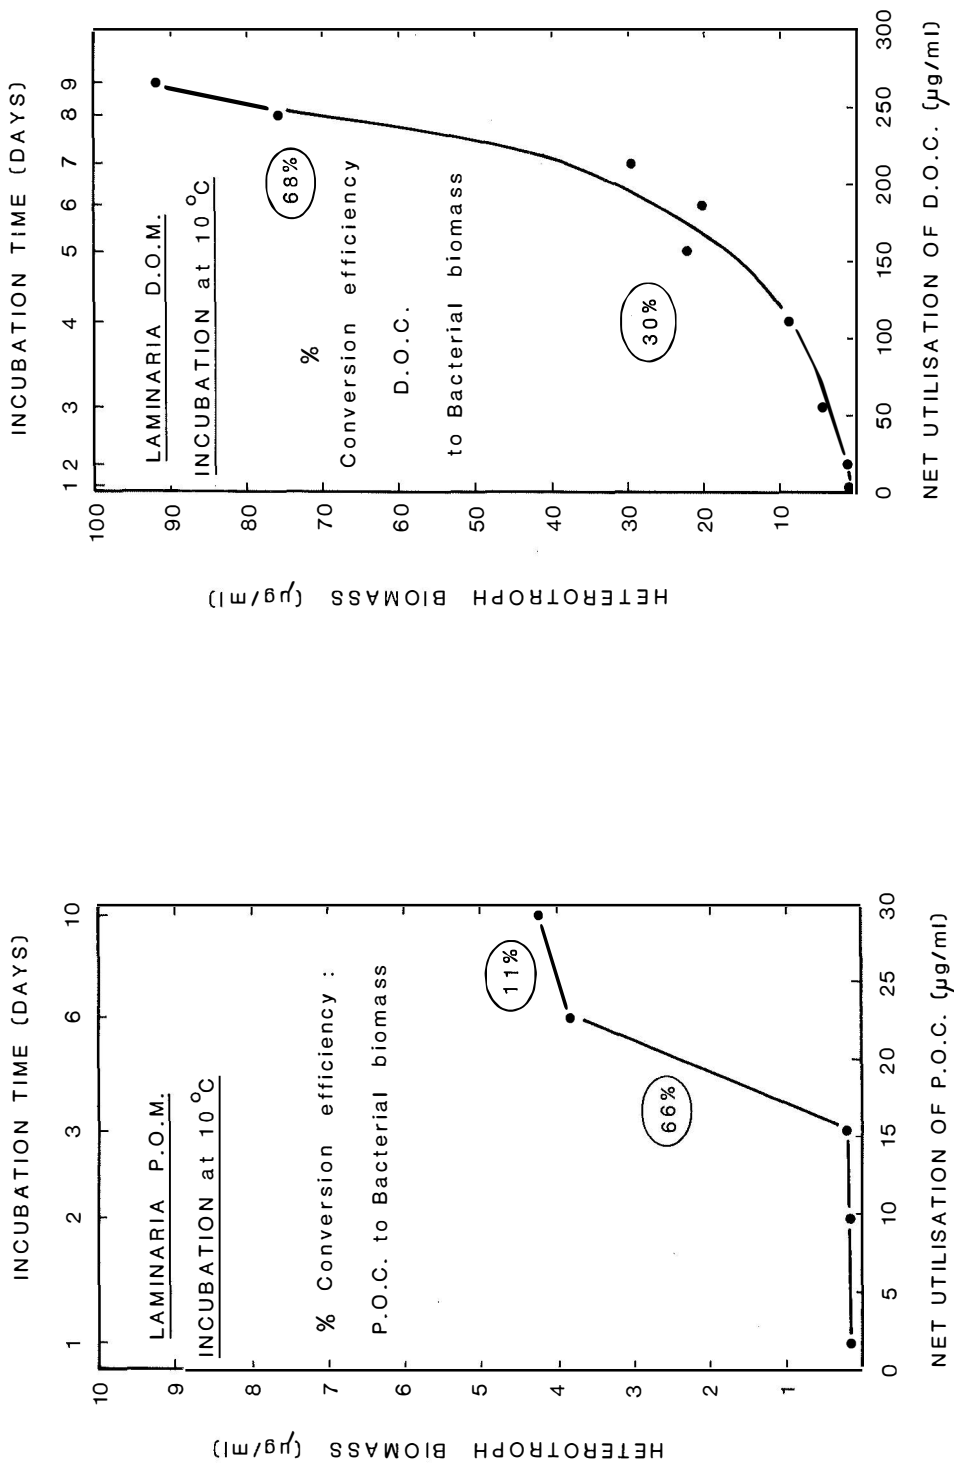 INCUBATION TIME (DAYS)
1 2 3 6 10
LAMINARIA P.O.M.
INCUBATION at 10 °C
% Conversion efficiency :
P.O.C. to Bacterial biomass
11%
66%
10
9
8
7
6
5
4
3
2
1
HETEROTROPH BIOMASS (µg/ml)
0 5 10 15 20 25 30
NET UTILISATION OF P.O.C. (µg/ml)
INCUBATION TIME (DAYS)
1 2 3 4 5 6 7 8 9
LAMINARIA D.O.M.
INCUBATION at 10 °C
68%
%
Conversion efficiency
D.O.C.
to Bacterial biomass
30%
100
90
80
70
60
50
40
30
20
10
HETEROTROPH BIOMASS (µg/ml)
0 50 100 150 200 250 300
NET UTILISATION OF D.O.C. (µg/ml)